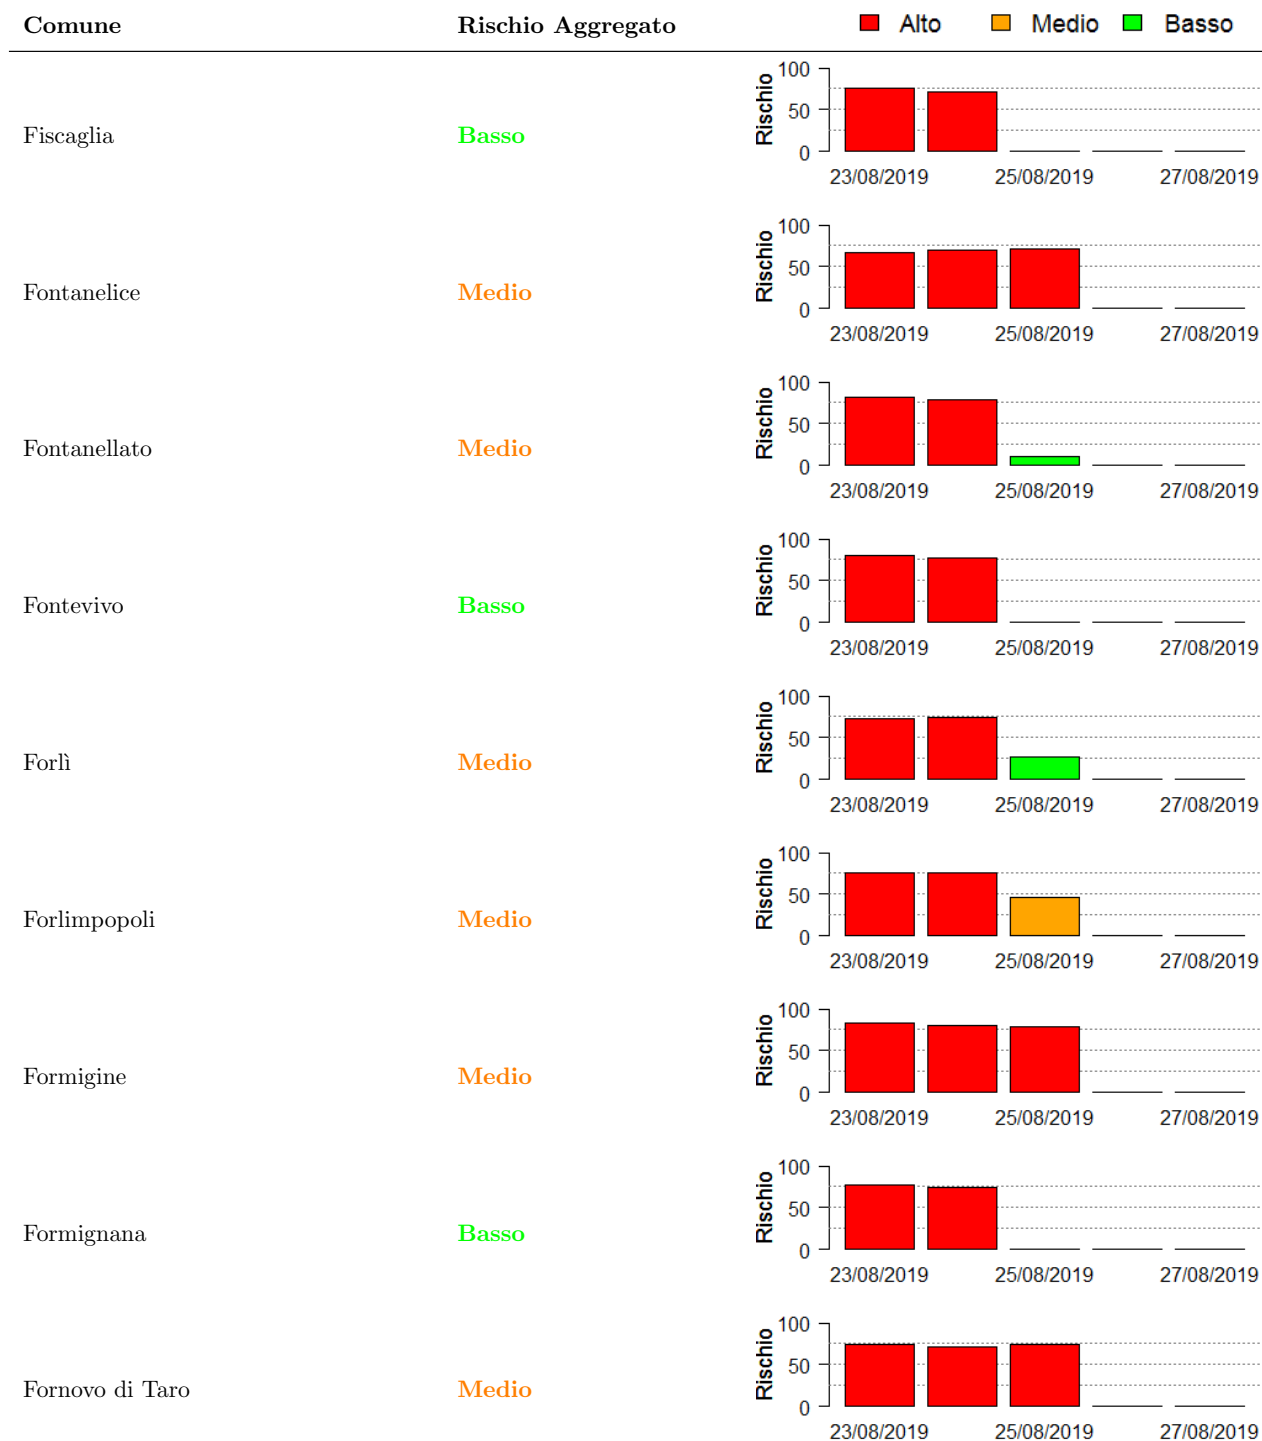 Comune Rischio Aggregato Alto Medio Basso
Fiscaglia Basso
Rischio
100
50
0
23/08/2019 25/08/2019 27/08/2019
Fontanelice Medio
Rischio
100
50
0
23/08/2019 25/08/2019 27/08/2019
Fontanellato Medio
Rischio
100
50
0
23/08/2019 25/08/2019 27/08/2019
Fontevivo Basso
Rischio
100
50
0
23/08/2019 25/08/2019 27/08/2019
Forlì Medio
Rischio
100
50
0
23/08/2019 25/08/2019 27/08/2019
Forlimpopoli Medio
Rischio
100
50
0
23/08/2019 25/08/2019 27/08/2019
Formigine Medio
Rischio
100
50
0
23/08/2019 25/08/2019 27/08/2019
Formignana Basso
Rischio
100
50
0
23/08/2019 25/08/2019 27/08/2019
Fornovo di Taro Medio
Rischio
100
50
0
23/08/2019 25/08/2019 27/08/2019